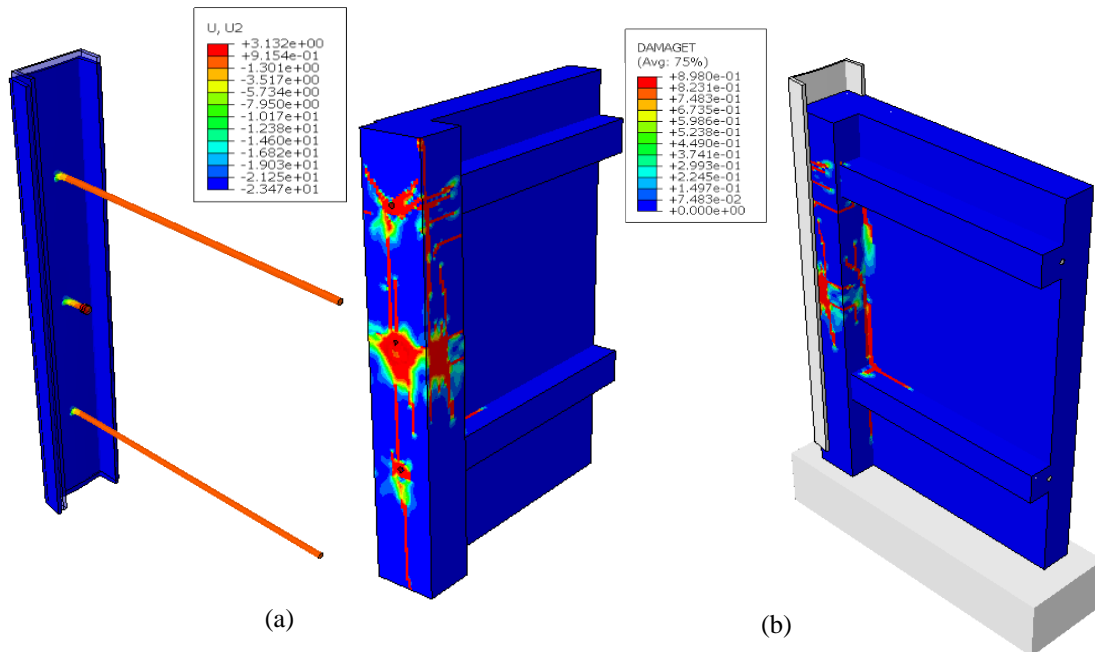 U, U2
+3.132e+00
+9.154e-01
-1.301e+00
-3.517e+00
-5.734e+00
-7.950e+00
-1.017e+01
-1.238e+01
-1.460e+01
-1.682e+01
-1.903e+01
-2.125e+01
-2.347e+01
DAMAGET
(Avg: 75%)
+8.980e-01
+8.231e-01
+7.483e-01
+6.735e-01
+5.986e-01
+5.238e-01
+4.490e-01
+3.741e-01
+2.993e-01
+2.245e-01
+1.497e-01
+7.483e-02
+0.000e+00
(a)
(b)